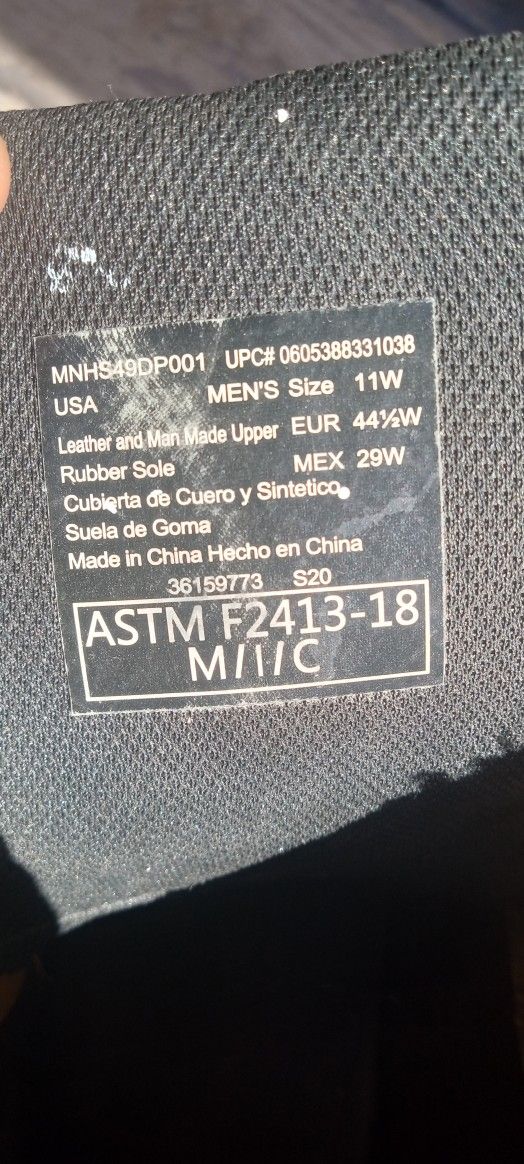 MNHS49DP001 UPC# 0605388331038
USA MEN'S Size 11W
Leather and Man Made Upper EUR 44½W
Rubber Sole MEX 29W
Cubierta de Cuero y Sintetico
Suela de Goma
Made in China Hecho en China
36159773 S20
ASTM F2413-18
M/I/C